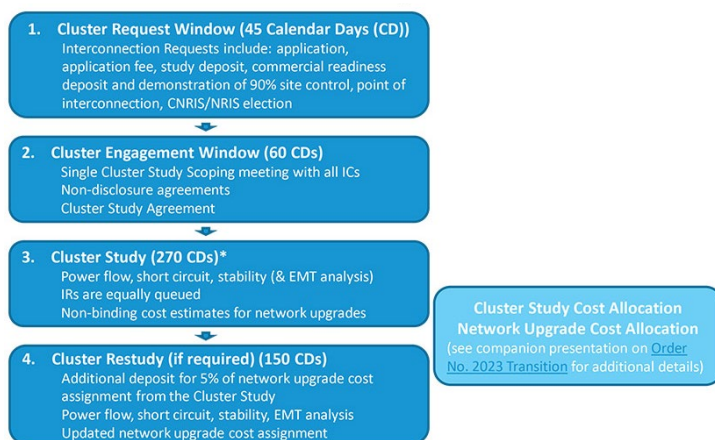 1. Cluster Request Window (45 Calendar Days (CD))
Interconnection Requests include: application,
application fee, study deposit, commercial readiness
deposit and demonstration of 90% site control, point of
interconnection, CNRIS/NRIS election
2. Cluster Engagement Window (60 CDs)
Single Cluster Study Scoping meeting with all ICs
Non-disclosure agreements
Cluster Study Agreement
3. Cluster Study (270 CDs)*
Power flow, short circuit, stability (& EMT analysis)
IRs are equally queued
Non-binding cost estimates for network upgrades
Cluster Study Cost Allocation
Network Upgrade Cost Allocation
(see companion presentation on Order
No. 2023 Transition for additional details)
4. Cluster Restudy (if required) (150 CDs)
Additional deposit for 5% of network upgrade cost
assignment from the Cluster Study
Power flow, short circuit, stability, EMT analysis
Updated network upgrade cost assignment